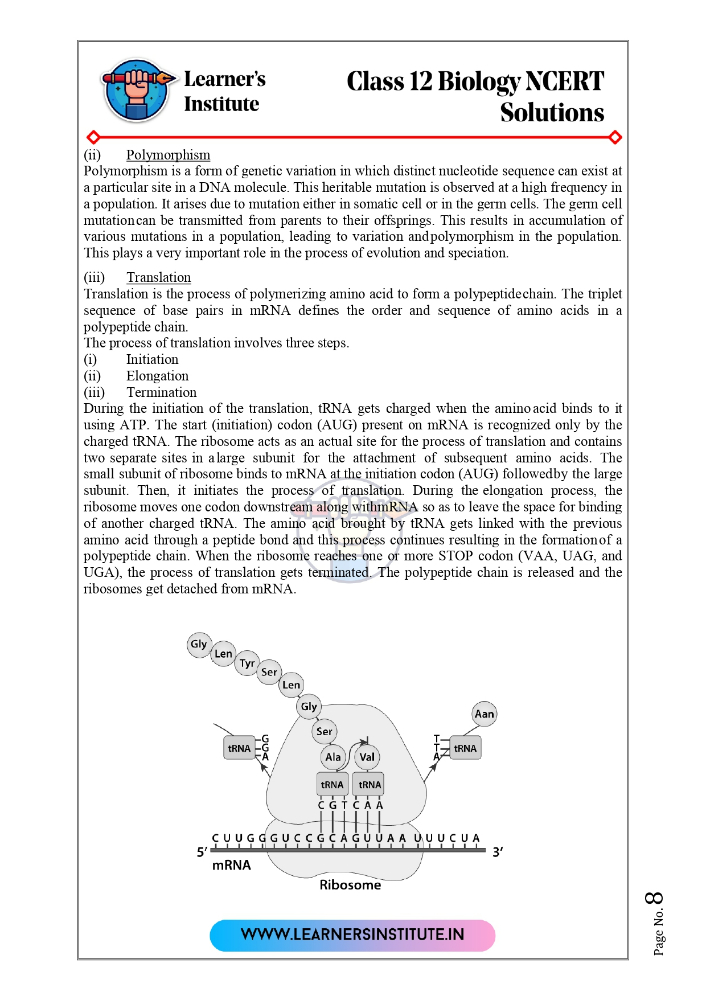 Learner's
Institute
Class 12 Biology NCERT
Solutions
(ii) Polymorphism
Polymorphism is a form of genetic variation in which distinct nucleotide sequence can exist at
a particular site in a DNA molecule. This heritable mutation is observed at a high frequency in
a population. It arises due to mutation either in somatic cell or in the germ cells. The germ cell
mutation can be transmitted from parents to their offsprings. This results in accumulation of
various mutations in a population, leading to variation and polymorphism in the population.
This plays a very important role in the process of evolution and speciation.
(iii) Translation
Translation is the process of polymerizing amino acid to form a polypeptide chain. The triplet
sequence of base pairs in mRNA defines the order and sequence of amino acids in a
polypeptide chain.
The process of translation involves three steps.
(i) Initiation
(ii) Elongation
(iii) Termination
During the initiation of the translation, tRNA gets charged when the amino acid binds to it
using ATP. The start (initiation) codon (AUG) present on mRNA is recognized only by the
charged tRNA. The ribosome acts as an actual site for the process of translation and contains
two separate sites in a large subunit for the attachment of subsequent amino acids. The
small subunit of ribosome binds to mRNA at the initiation codon (AUG) followed by the large
subunit. Then, it initiates the process of translation. During the elongation process, the
ribosome moves one codon downstream along with mRNA so as to leave the space for binding
of another charged tRNA. The amino acid brought by tRNA gets linked with the previous
amino acid through a peptide bond and this process continues resulting in the formation of a
polypeptide chain. When the ribosome reaches one or more STOP codon (VAA, UAG, and
UGA), the process of translation gets terminated. The polypeptide chain is released and the
ribosomes get detached from mRNA.
Gly
Len
Tyr
Ser
Len
Gly
Ser
Ala
Val
Aan
tRNA
G
G
A
T
T
A
tRNA
tRNA
tRNA
C G T C A A
C U U G G G U C C G C A G U U A A U U U C U A
5’
3’
mRNA
Ribosome
WWW.LEARNERSINSTITUTE.IN
Page No. 8